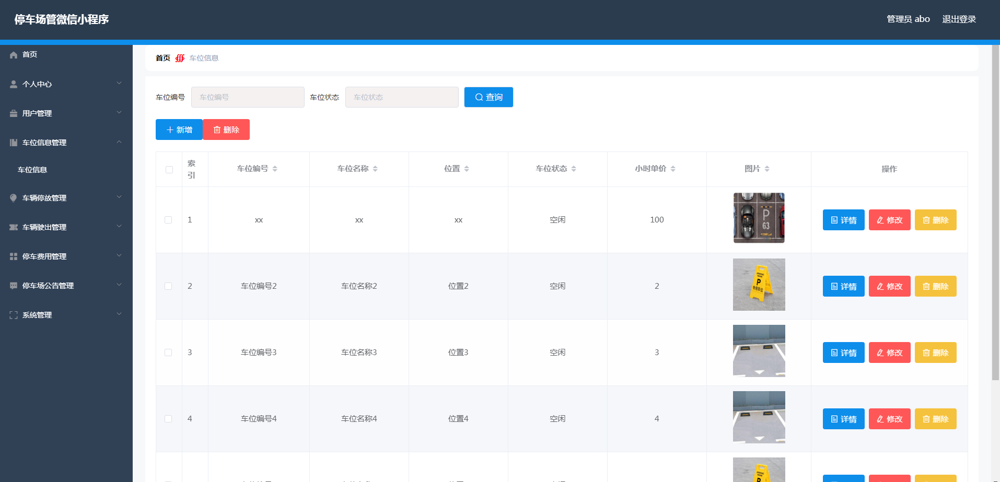 停车场管微信小程序
管理员 abo 退出登录
首页
个人中心
用户管理
车位信息管理
车位信息
车辆停放管理
车辆驶出管理
停车费用管理
停车场公告管理
系统管理
首页 ∰ 车位信息
车位编号 车位编号 车位状态 车位状态 查询
新增 删除
索引 车位编号 车位名称 位置 车位状态 小时单价 图片 操作
1 xx xx xx 空闲 100 详情 修改 删除
P
63
2 车位编号2 车位名称2 位置2 空闲 2 详情 修改 删除
P
专用车位
3 车位编号3 车位名称3 位置3 空闲 3 详情 修改 删除
4 车位编号4 车位名称4 位置4 空闲 4 详情 修改 删除